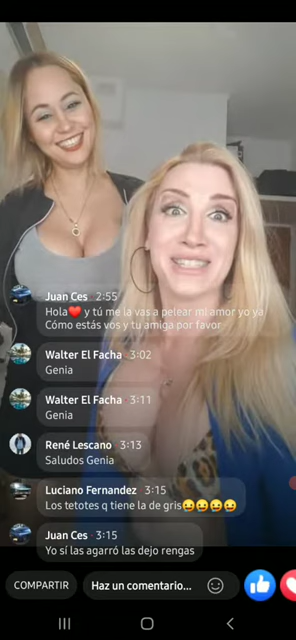 Juan Ces 2:55
Hola❤️ y tú me la vas a pelear mi amor yo ya
Cómo estás vos y tu amiga por favor
Walter El Facha 3:02
Genia
Walter El Facha 3:11
Genia
René Lescano 3:13
Saludos Genia
Luciano Fernandez 3:15
Los tetotes q tiene la de gris😝😝😝😝
Juan Ces 3:15
Yo sí las agarró las dejo rengas
COMPARTIR
Haz un comentario...